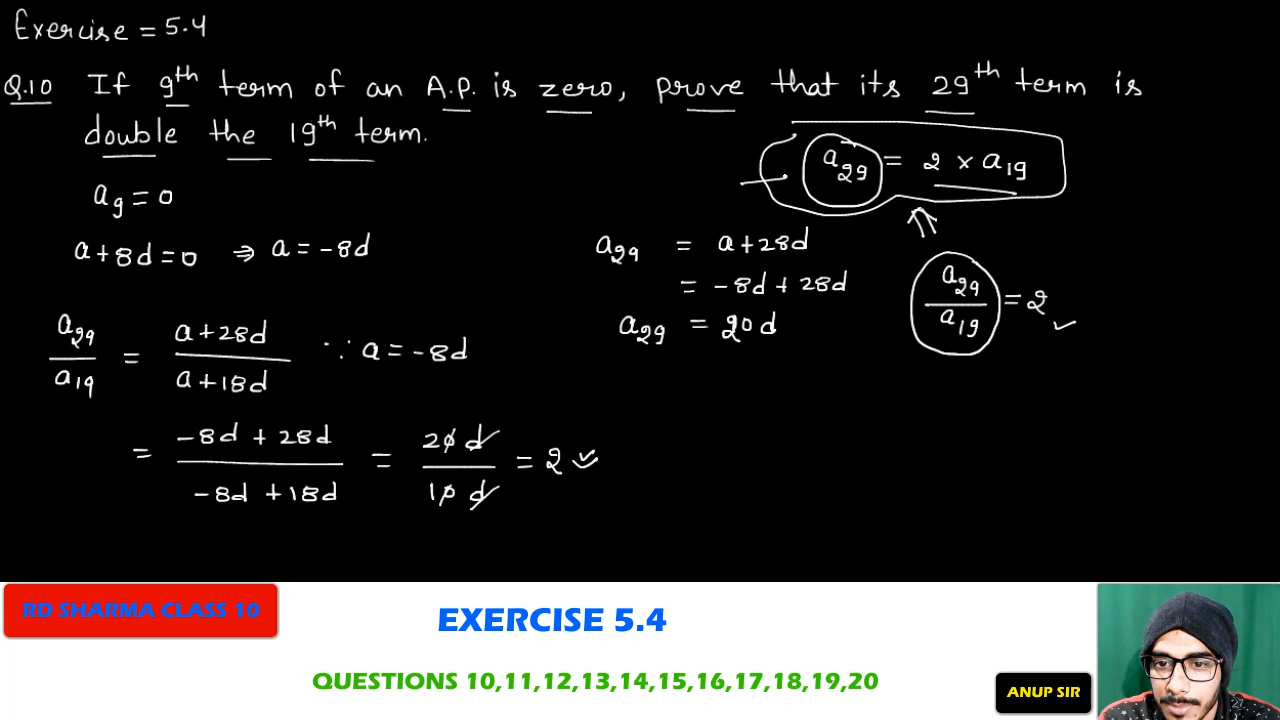 Exercise = 5.4
Q.10 If 9th term of an A.P. is zero, prove that its 29th term is
double the 19th term.
a9 = 0
a29 = 2 × a19
a + 8d = 0 ⇒ a = -8d
a29 = a + 28d
= -8d + 28d
a29 = 20d
a29/a19 = 2 ✓
a29/a19 = (a + 28d)/(a + 18d) ∵ a = -8d
= (-8d + 28d)/(-8d + 18d) = 20d/10d = 2 ✓
RD SHARMA CLASS 10
EXERCISE 5.4
QUESTIONS 10,11,12,13,14,15,16,17,18,19,20
ANUP SIR